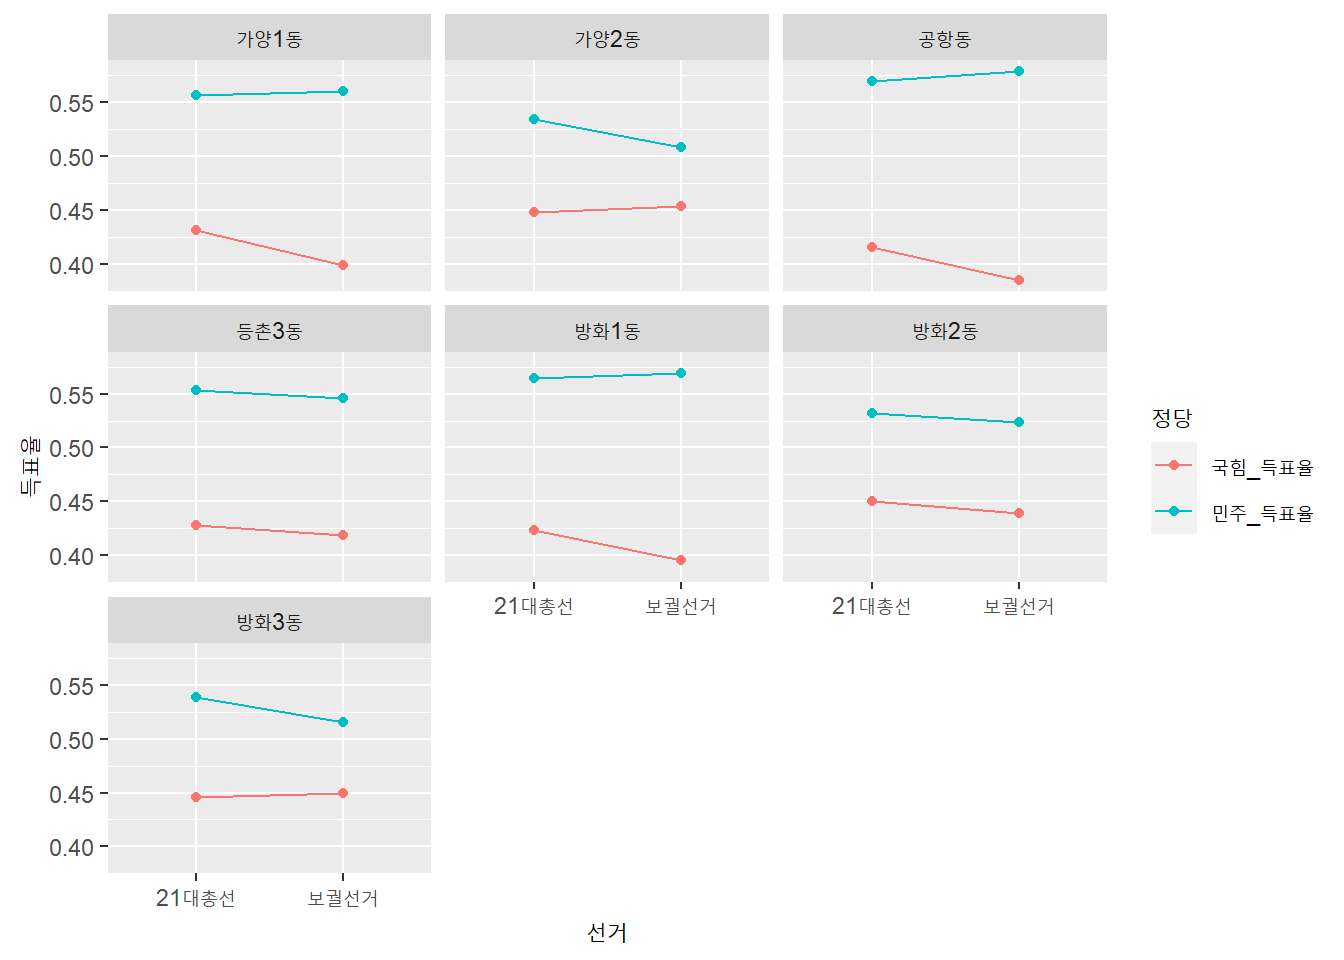 가양1동
가양2동
공항동
0.55
0.50
0.45
0.40
등촌3동
방화1동
방화2동
0.55
0.50
0.45
0.40
21대총선
보궐선거
21대총선
보궐선거
방화3동
0.55
0.50
0.45
0.40
21대총선
보궐선거
선거
득표율
정당
국힘_득표율
민주_득표율